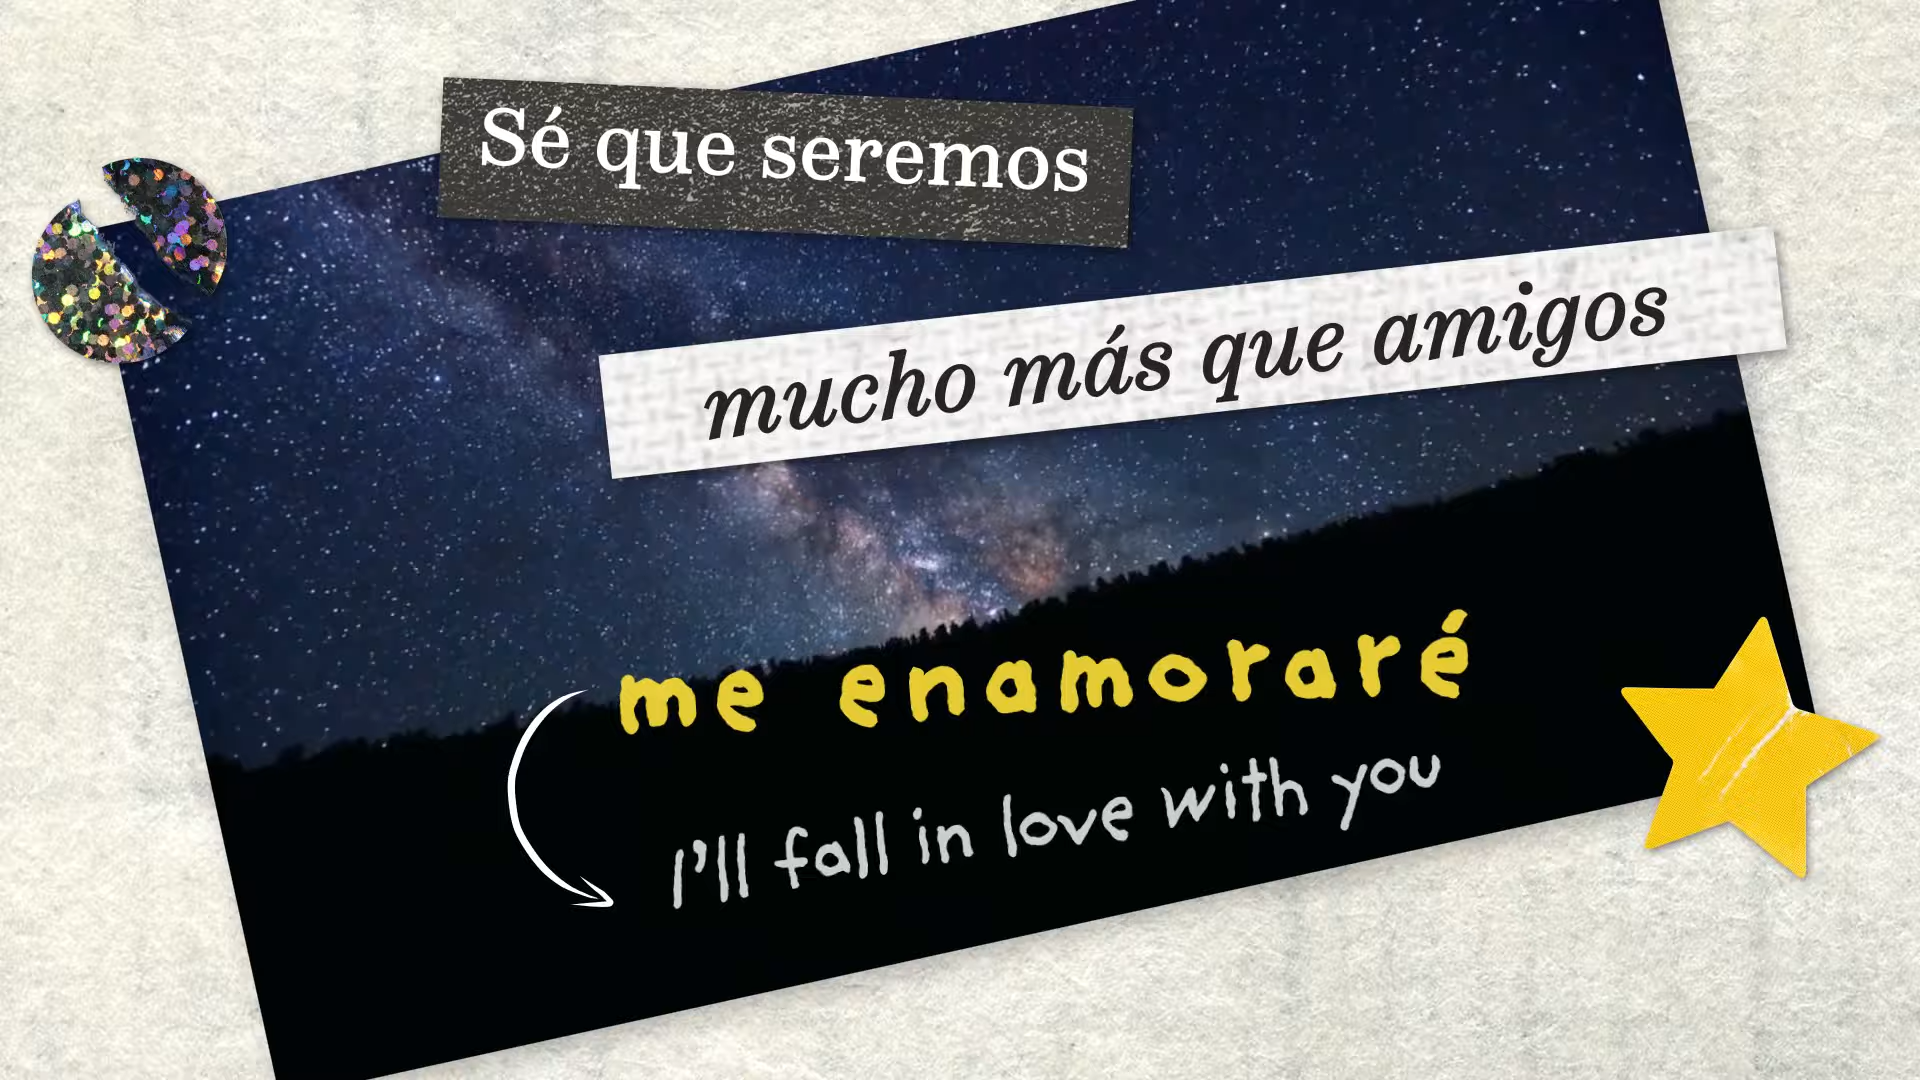 Sé que seremos
mucho más que amigos
me enamoraré
I'll fall in love with you